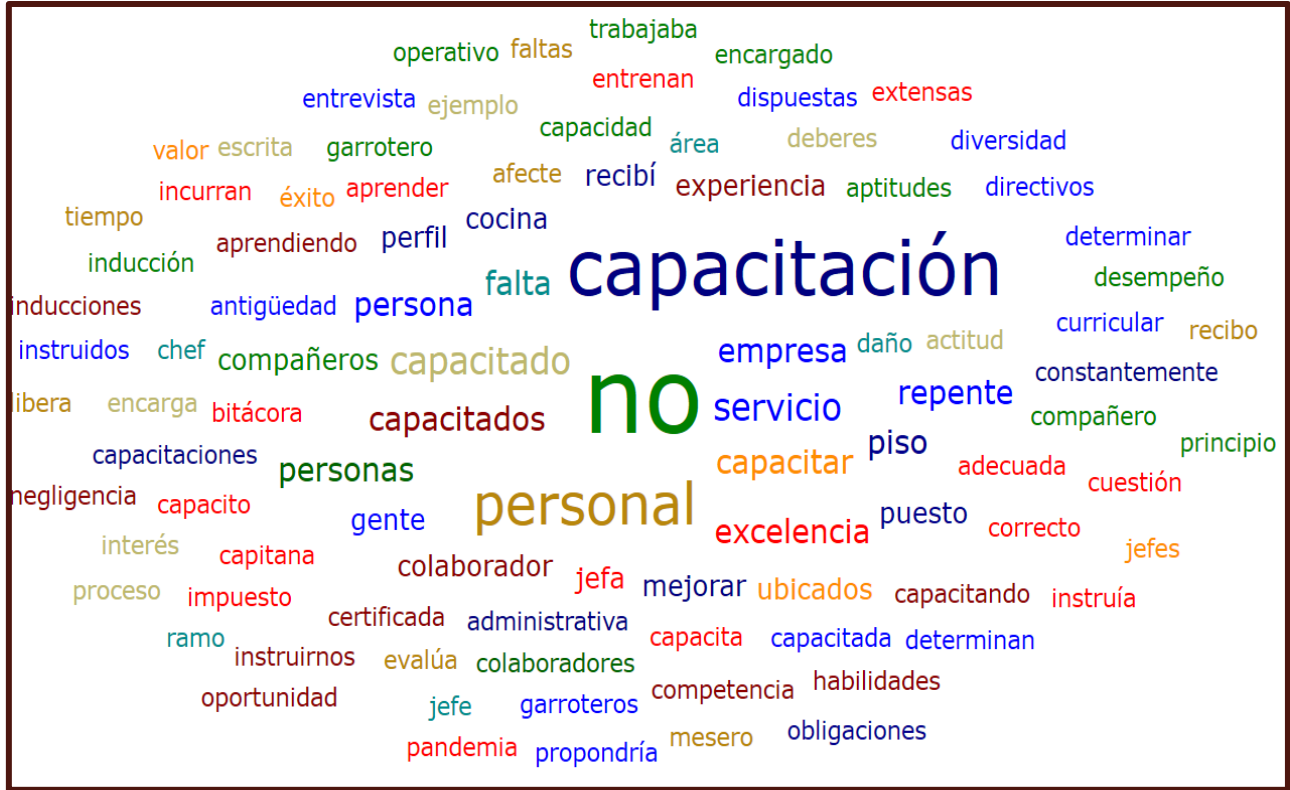 trabajaba
operativo faltas encargado
entrenan
entrevista ejemplo dispuestas extensas
capacidad
valor escrita garrotero área deberes diversidad
incurran éxito aprender afecte recibí experiencia aptitudes directivos
tiempo aprendiendo perfil cocina determinar
inducción falta capacitación desempeño
inducciones antigüedad persona curricular recibo
instruidos chef compañeros capacitado empresa daño actitud constantemente
libera encarga bitácora capacitados no servicio repente compañero
capacitaciones personas capacitar piso adecuada principio
negligencia capacito gente personal excelencia puesto correcto cuestión
interés capitana colaborador jefa mejorar ubicados capacitando instruía jefes
proceso impuesto certificada administrativa capacita capacitada determinan
ramo instruirnos evalúa colaboradores
oportunidad jefe garroteros competencia habilidades
pandemia propondría mesero obligaciones